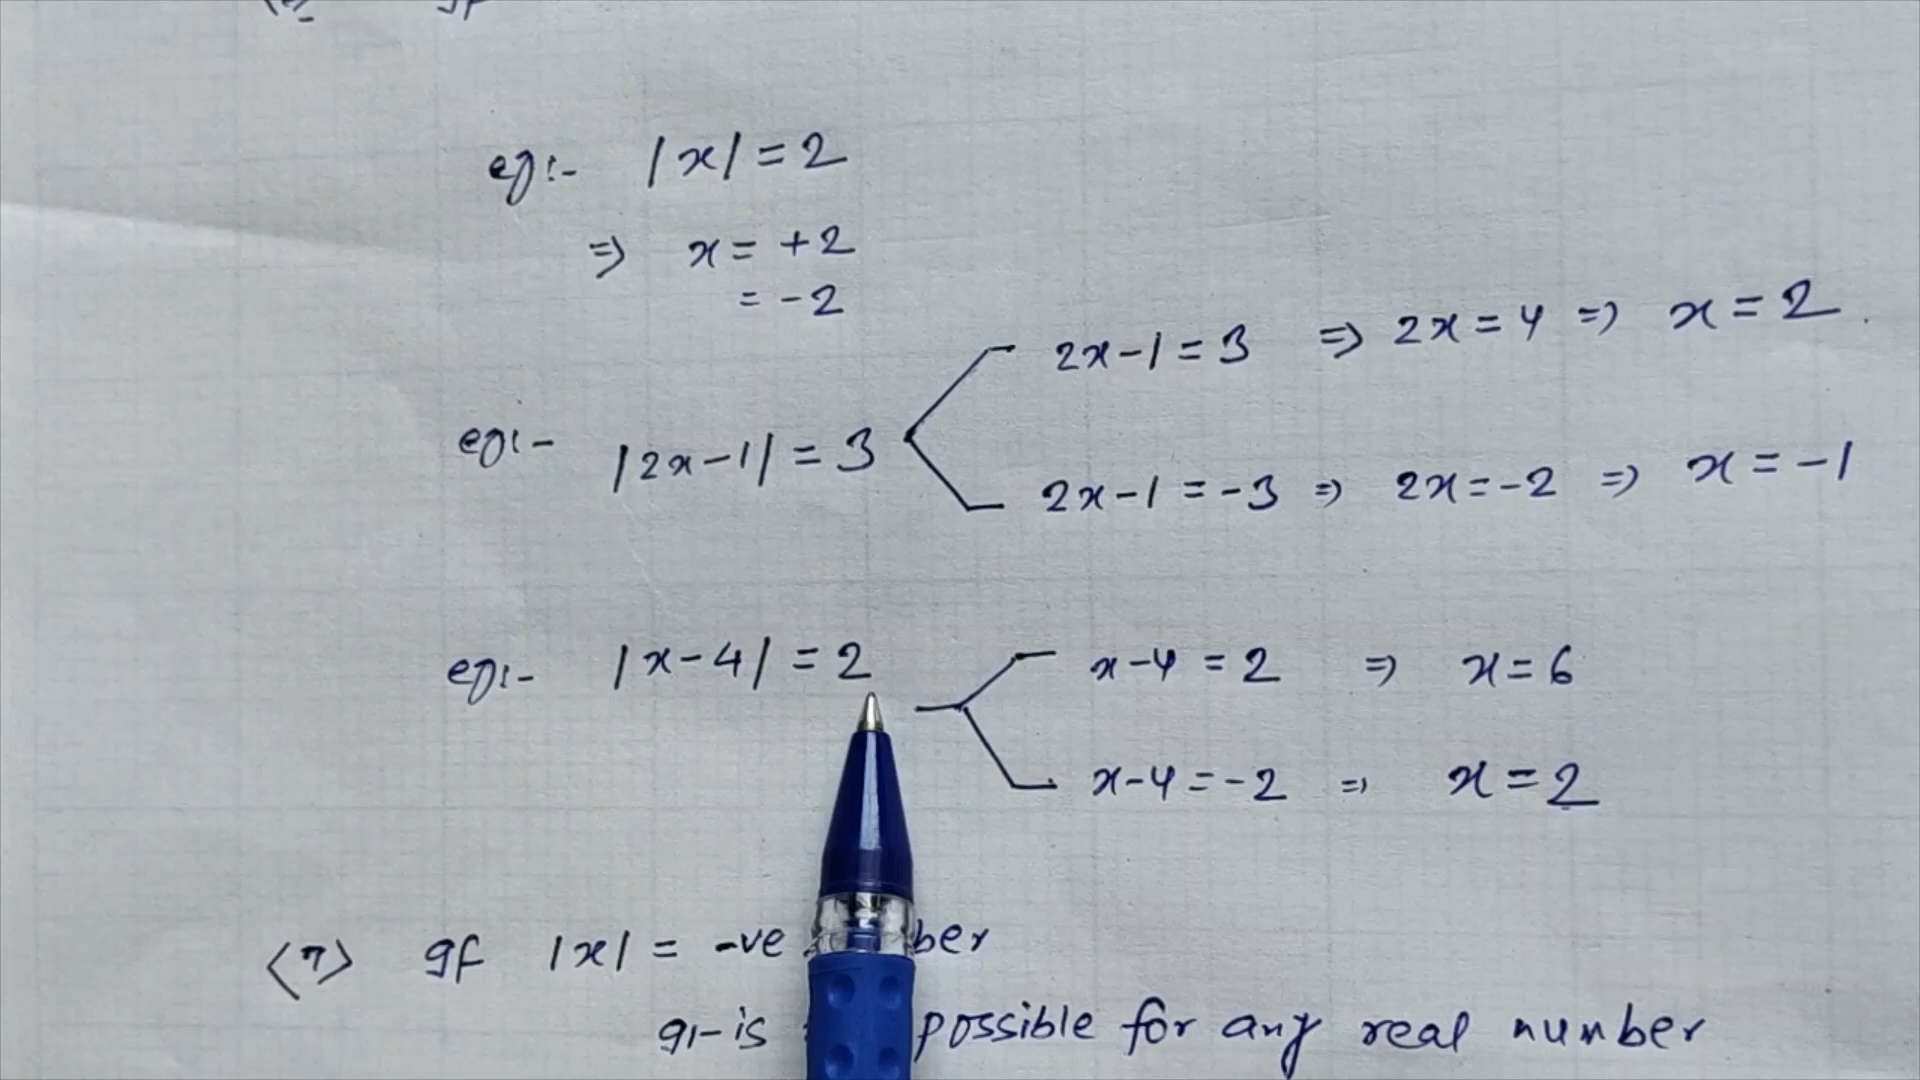 eg:- |x| = 2
⇒ x = +2
= -2
eg:- |2x-1| = 3
2x-1 = 3 ⇒ 2x = 4 ⇒ x = 2
2x-1 = -3 ⇒ 2x = -2 ⇒ x = -1
eg:- |x-4| = 2
x-4 = 2 ⇒ x = 6
x-4 = -2 ⇒ x = 2
<7> If |x| = -ve
It is possible for any real number